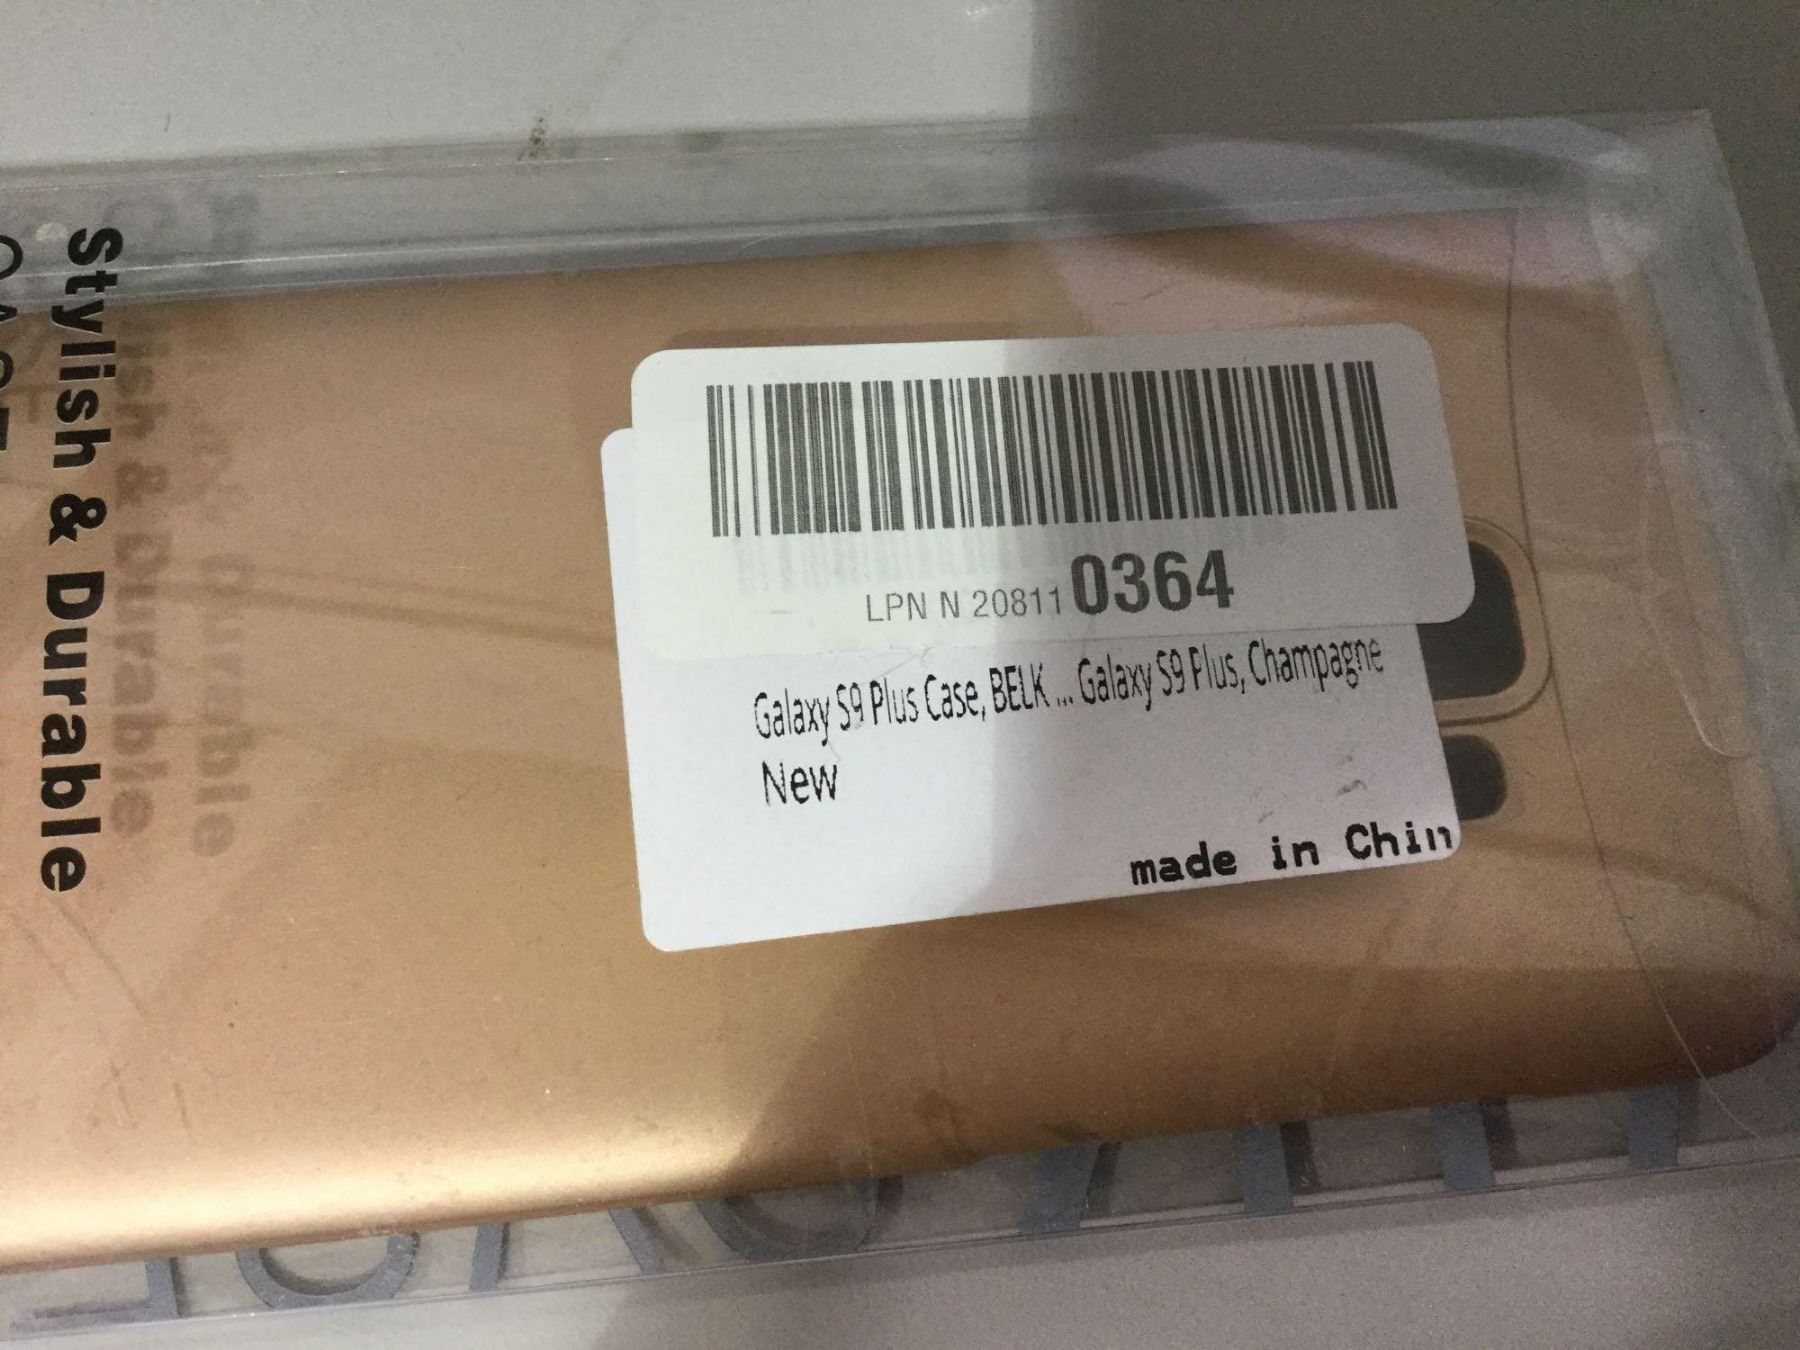 Stylish & Durable
LPN N 20811 0364
Galaxy S9 Plus Case, BELK ... Galaxy S9 Plus, Champagne
New
made in Chin